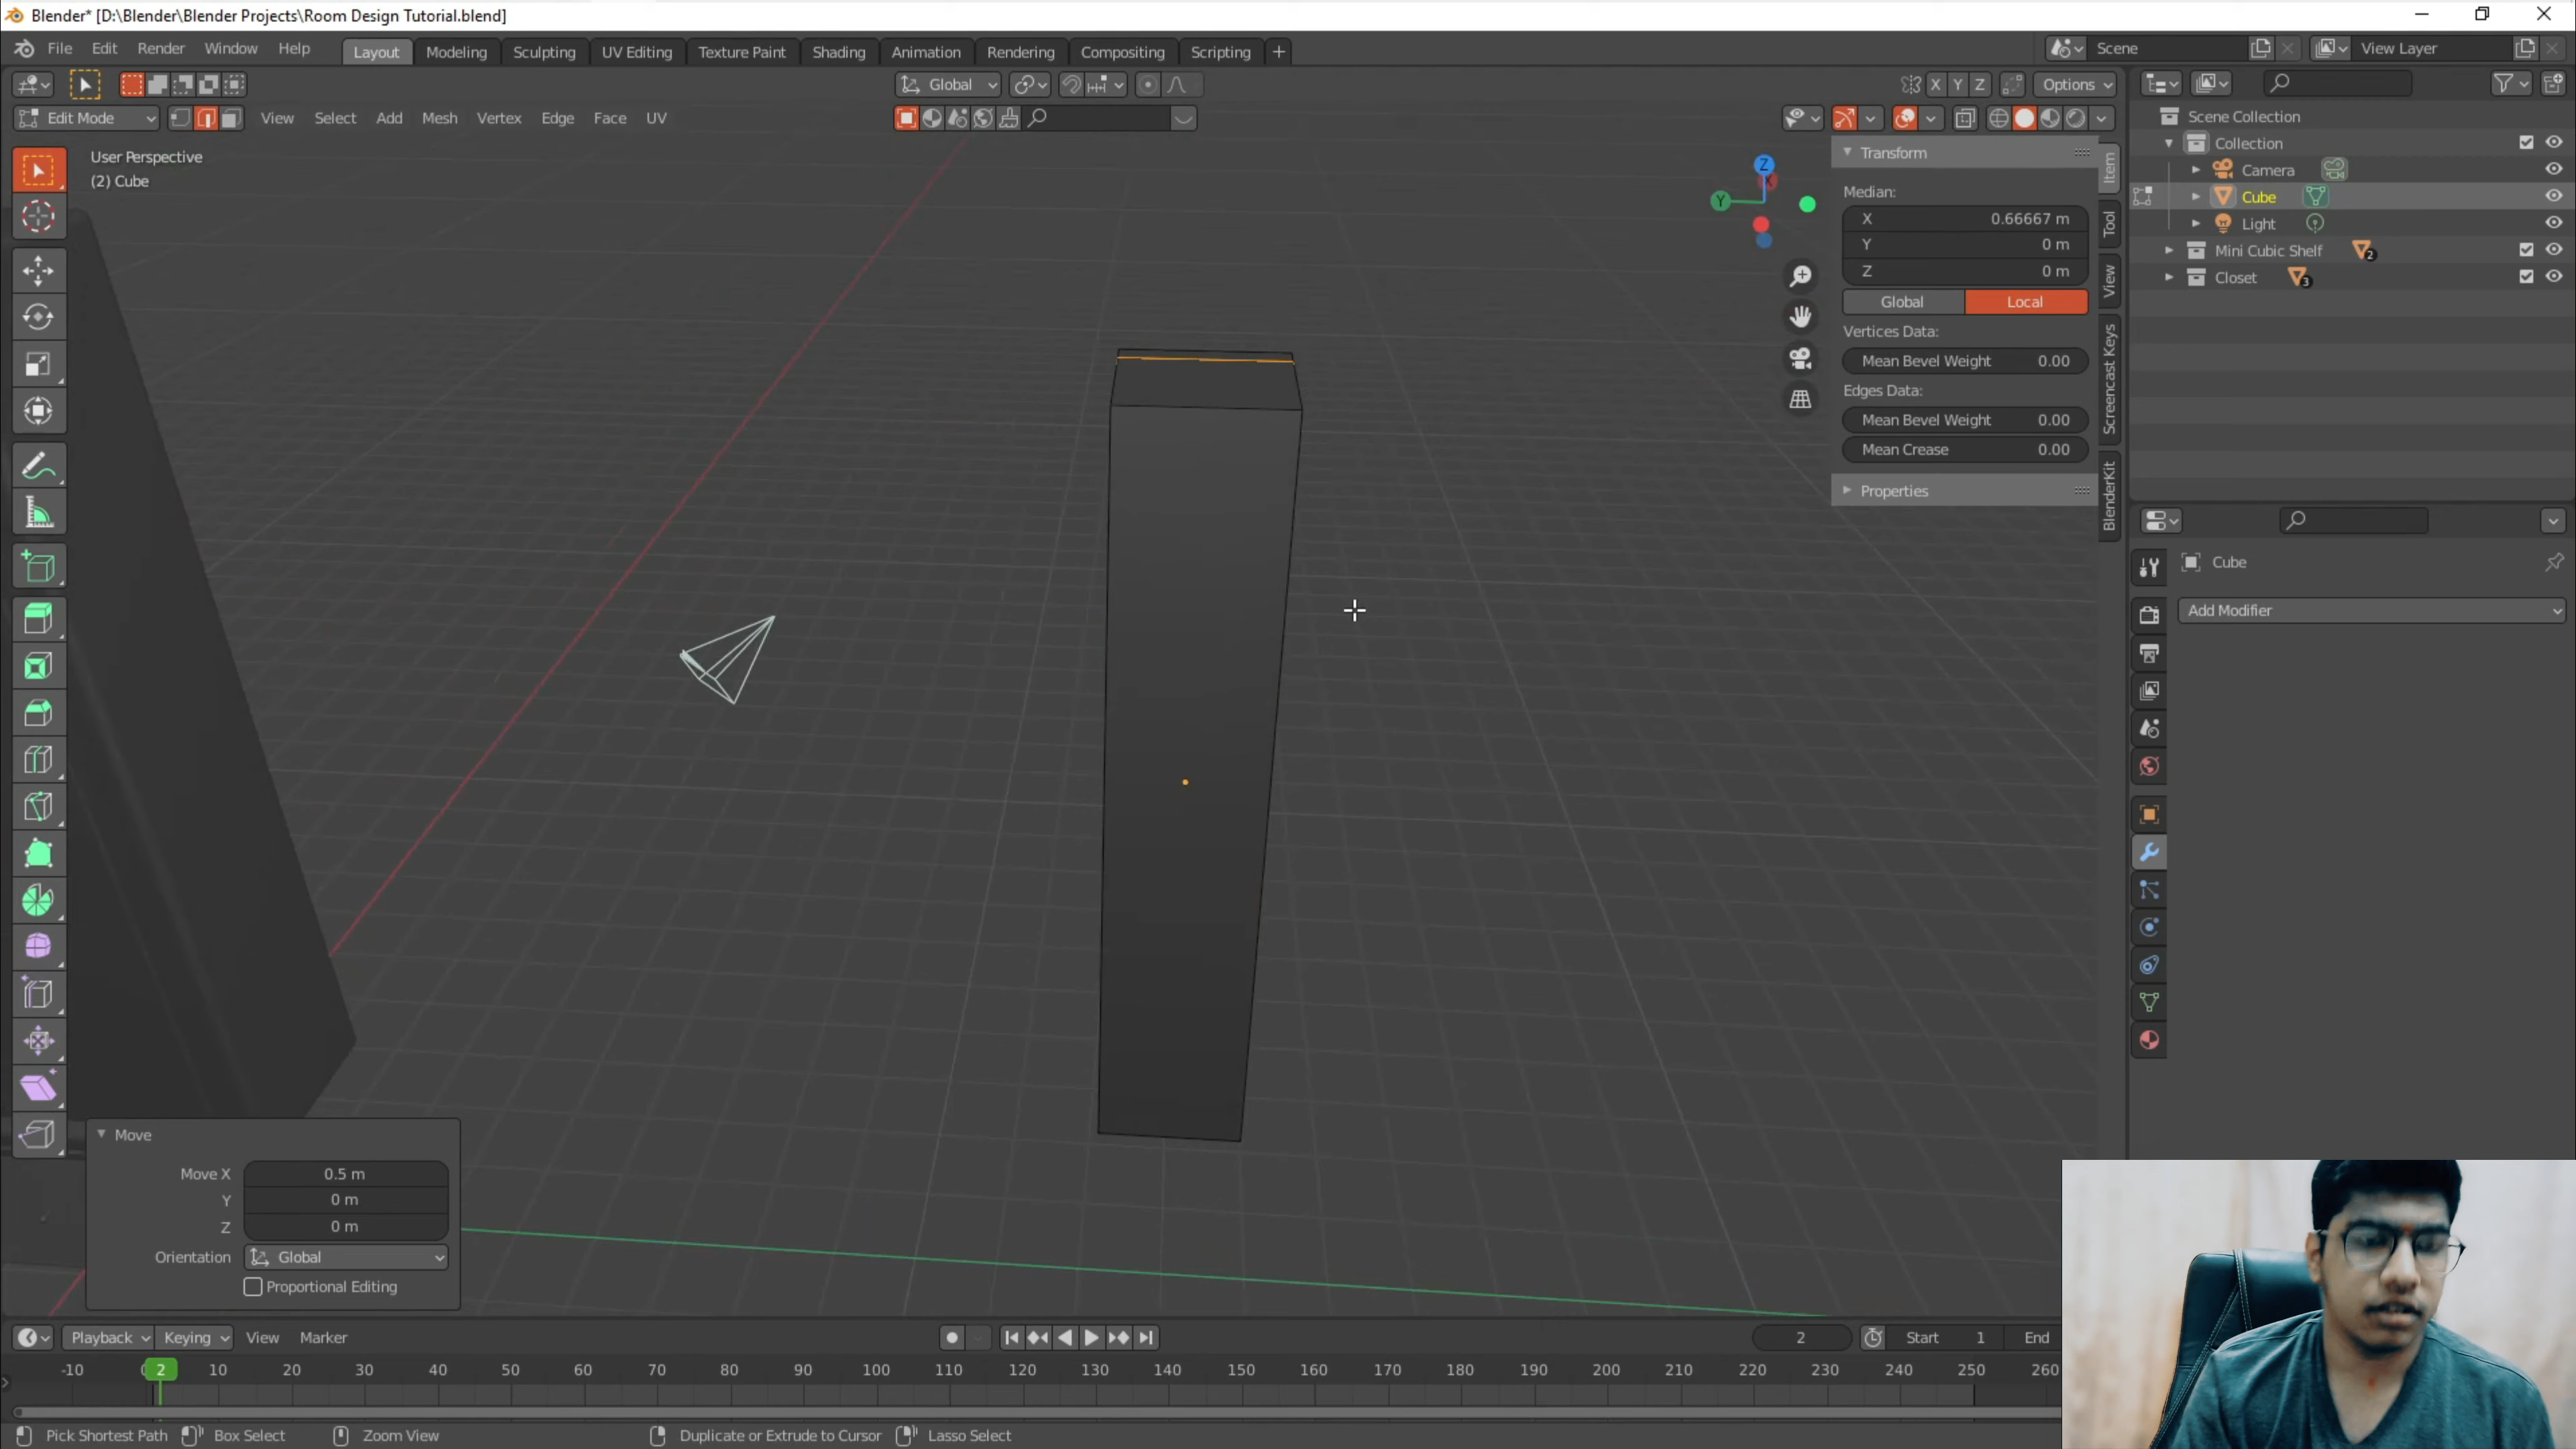 Blender* [D:\Blender\Blender Projects\Room Design Tutorial.blend]
File Edit Render Window Help Layout Modeling Sculpting UV Editing Texture Paint Shading Animation Rendering Compositing Scripting + Scene View Layer
Global X Y Z Options
Edit Mode View Select Add Mesh Vertex Edge Face UV
User Perspective
(2) Cube
Z
X
Y
Transform
Median:
X 0.66667 m
Y 0 m
Z 0 m
Global Local
Vertices Data:
Mean Bevel Weight 0.00
Edges Data:
Mean Bevel Weight 0.00
Mean Crease 0.00
Properties
Item
Tool
View
Screencast Keys
BlenderKit
Scene Collection
Collection
Camera
Cube
Light
Mini Cubic Shelf 2
Closet 3
Cube
Add Modifier
Move
Move X 0.5 m
Y 0 m
Z 0 m
Orientation Global
Proportional Editing
Playback Keying View Marker 2 Start 1 End
-10 0 2 10 20 30 40 50 60 70 80 90 100 110 120 130 140 150 160 170 180 190 200 210 220 230 240 250 260
Pick Shortest Path Box Select Zoom View Duplicate or Extrude to Cursor Lasso Select